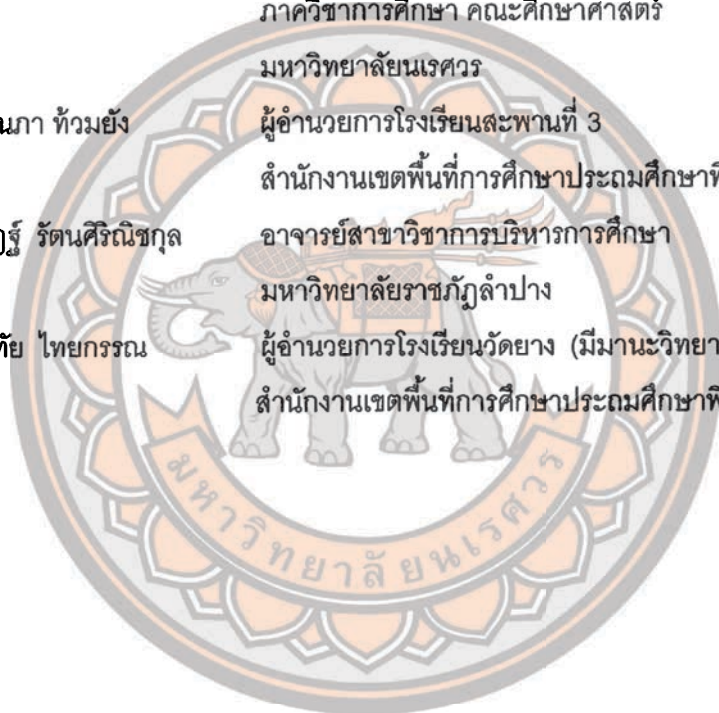 ภาควิชาการศึกษา คณะศึกษาศาสตร์
มหาวิทยาลัยนเรศวร
นภา ท้วมยัง ผู้อำนวยการโรงเรียนสะพานที่ 3
สำนักงานเขตพื้นที่การศึกษาประถมศึกษาพิ
รัตนศิริณิชกุล อาจารย์สาขาวิชาการบริหารการศึกษา
มหาวิทยาลัยราชภัฏลำปาง
ทัย ไทยกรรณ ผู้อำนวยการโรงเรียนวัดยาง (มีมานะวิทยา
สำนักงานเขตพื้นที่การศึกษาประถมศึกษาพิ
มหาวิทยาลัยนเรศวร